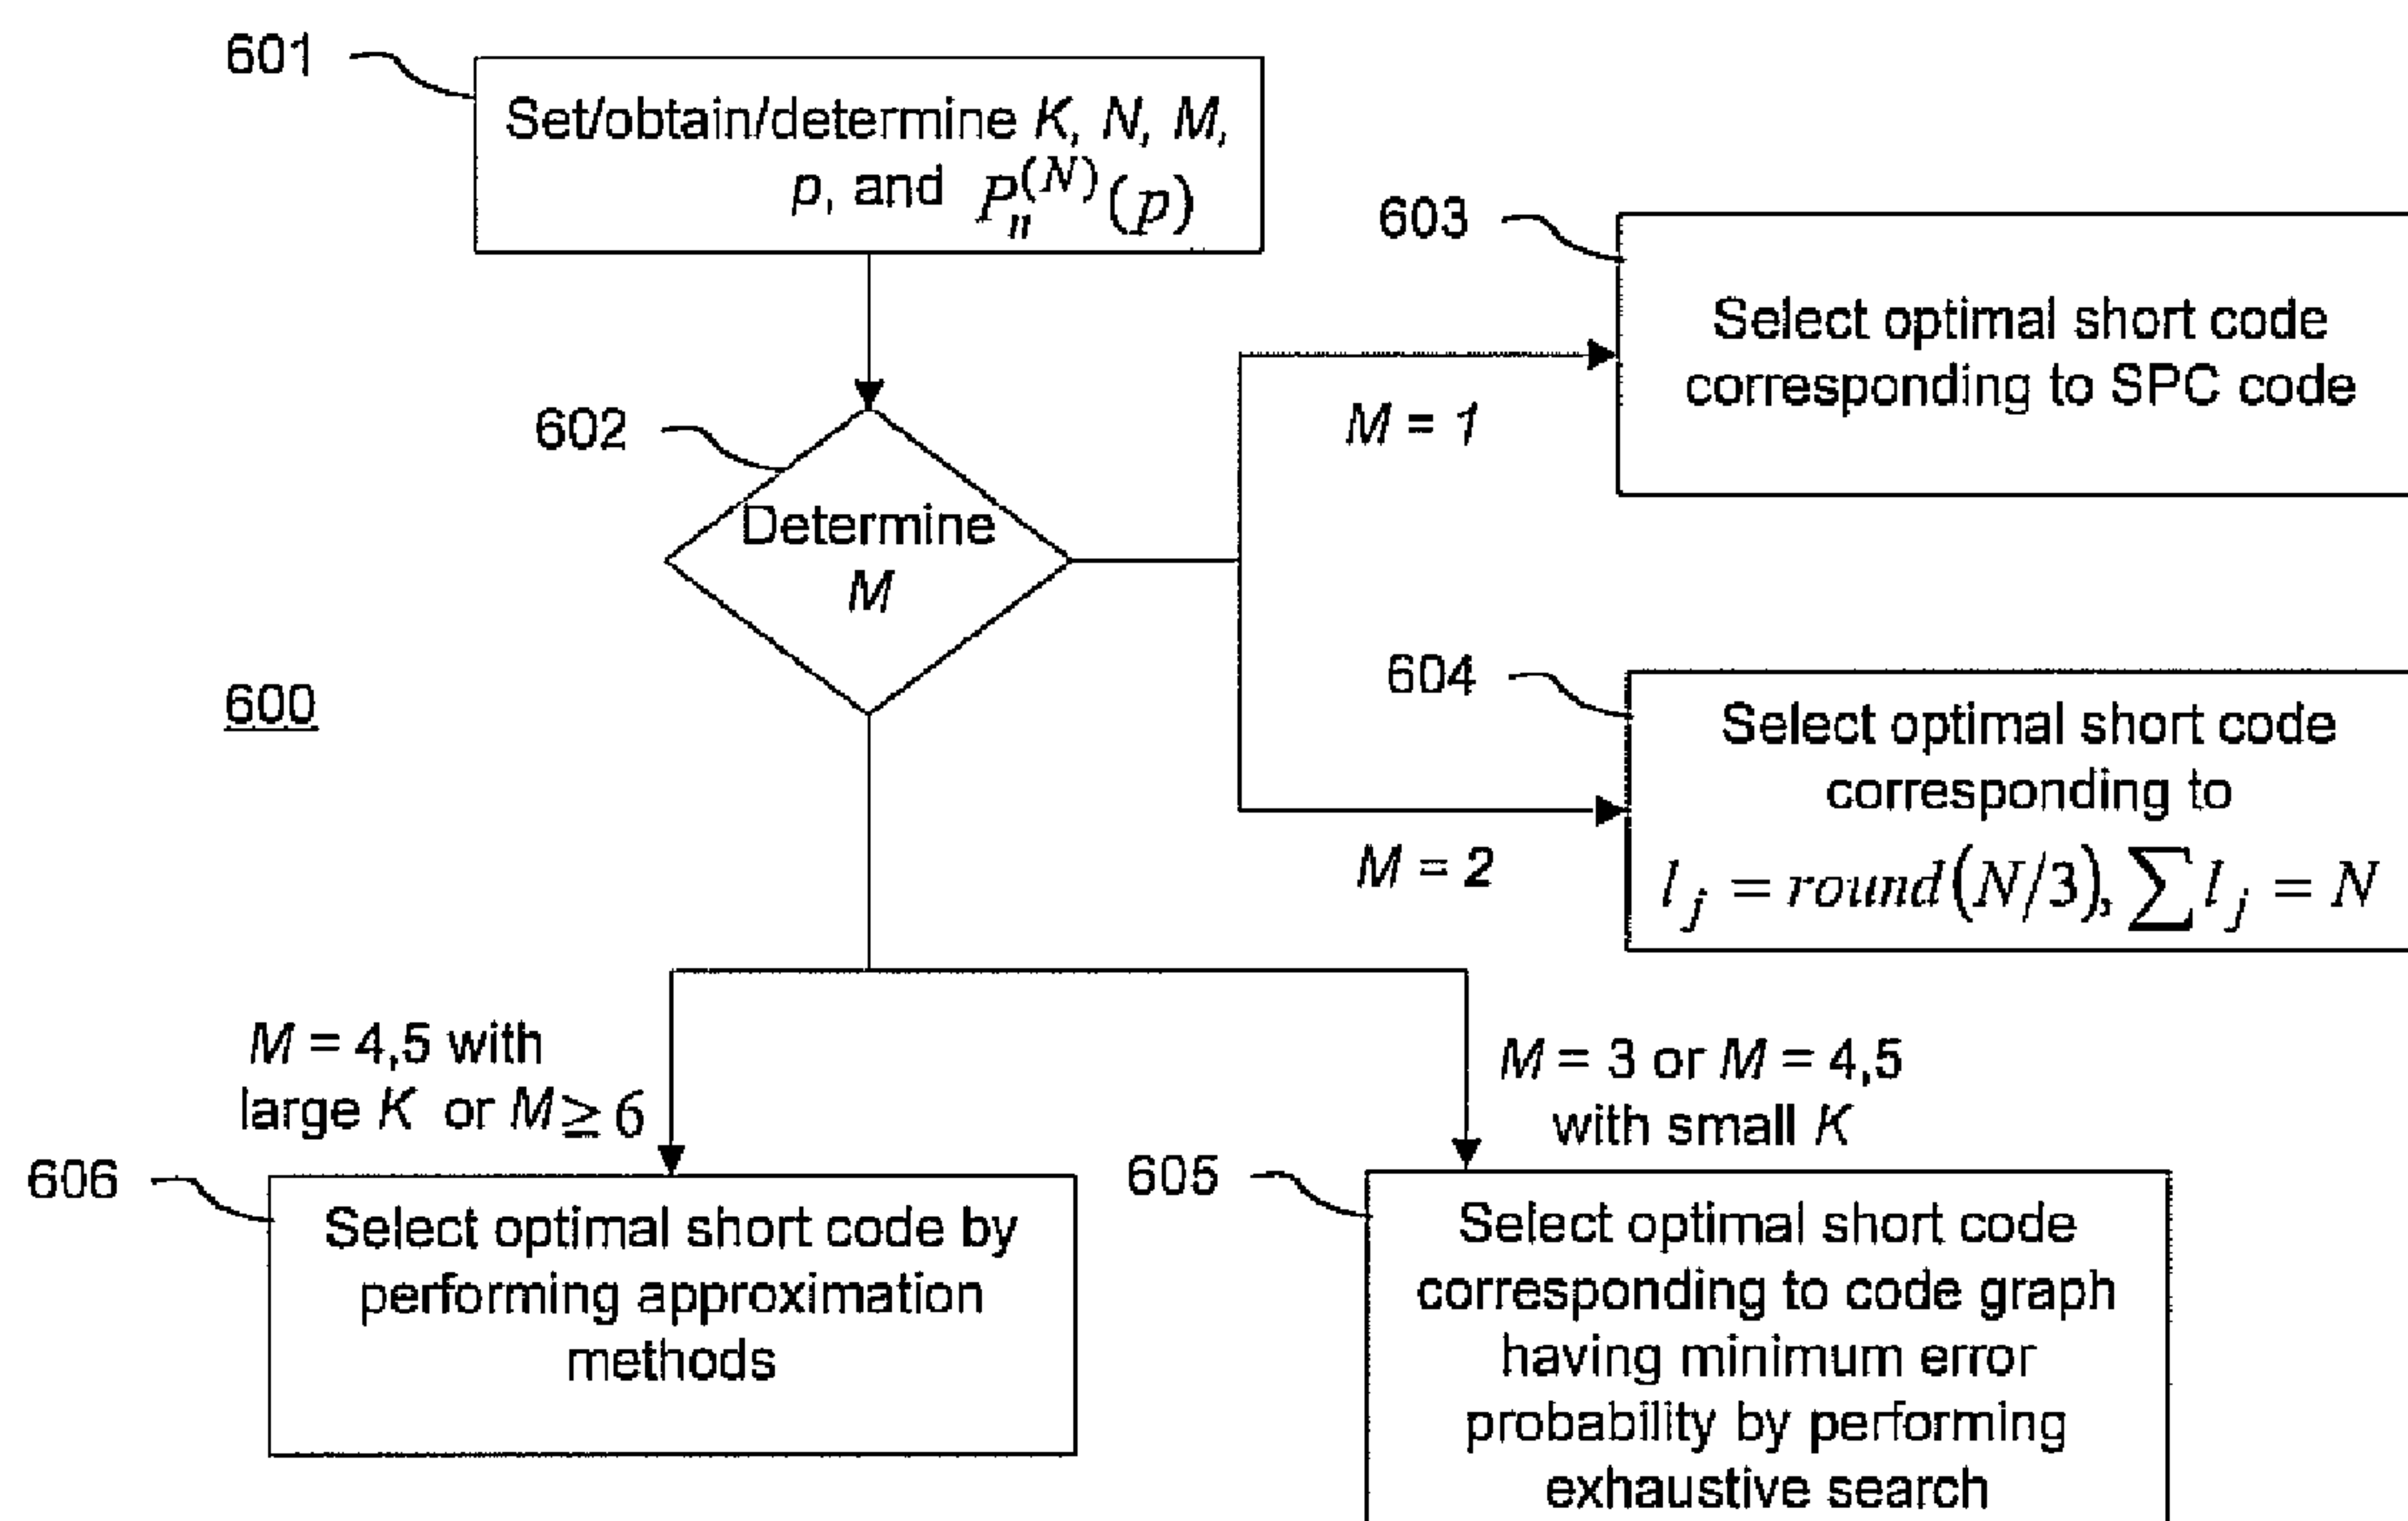 601
Set/obtain/determine K, N, M,
p, and P_n^{(N)}(p)
602
Determine
M
603
Select optimal short code
corresponding to SPC code
M = 1
604
Select optimal short code
corresponding to
l_j = round(N/3), ∑ l_j = N
M = 2
600
M = 4,5 with
large K or M ≥ 6
M = 3 or M = 4,5
with small K
606
Select optimal short code by
performing approximation
methods
605
Select optimal short code
corresponding to code graph
having minimum error
probability by performing
exhaustive search